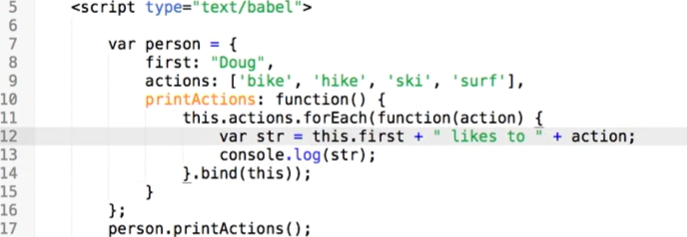 5 <script type="text/babel">
6
7 var person = {
8 first: "Doug",
9 actions: ['bike', 'hike', 'ski', 'surf'],
10 printActions: function() {
11 this.actions.forEach(function(action) {
12 var str = this.first + " likes to " + action;
13 console.log(str);
14 }.bind(this));
15 }
16 };
17 person.printActions();